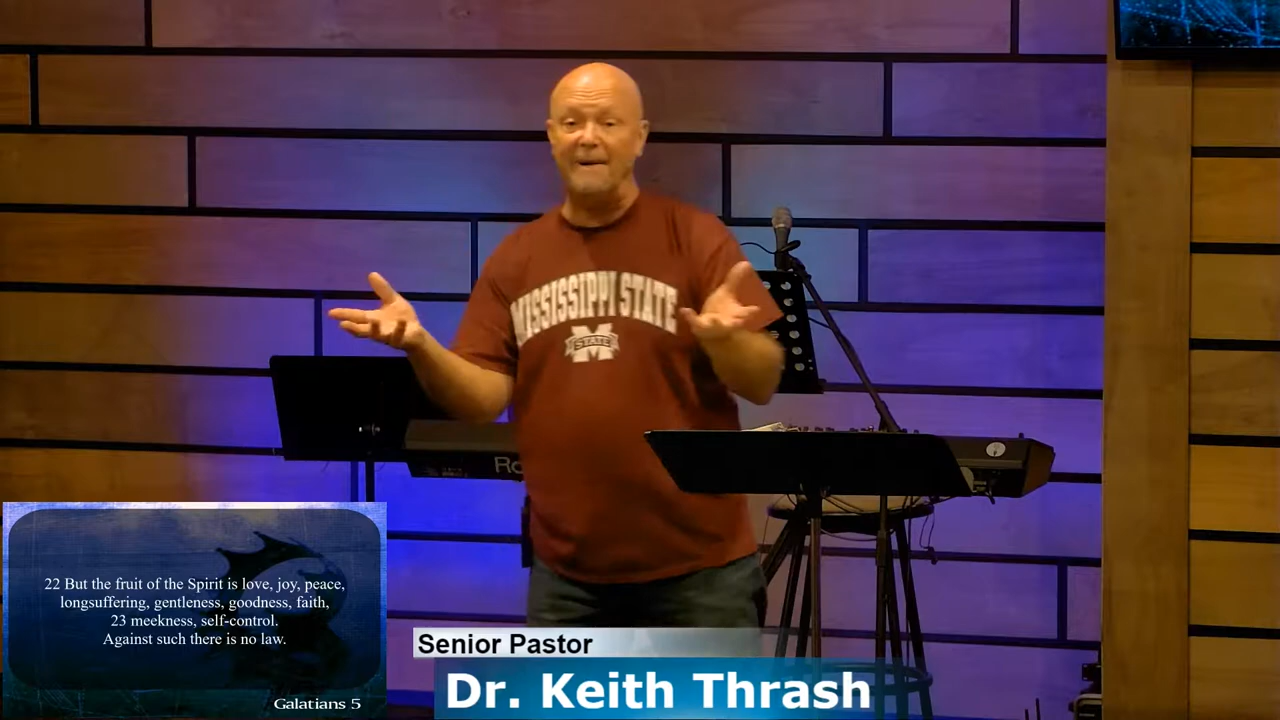 MISSISSIPPI STATE
STATE
Ro
22 But the fruit of the Spirit is love, joy, peace,
longsuffering, gentleness, goodness, faith,
23 meekness, self-control.
Against such there is no law.
Galatians 5
Senior Pastor
Dr. Keith Thrash